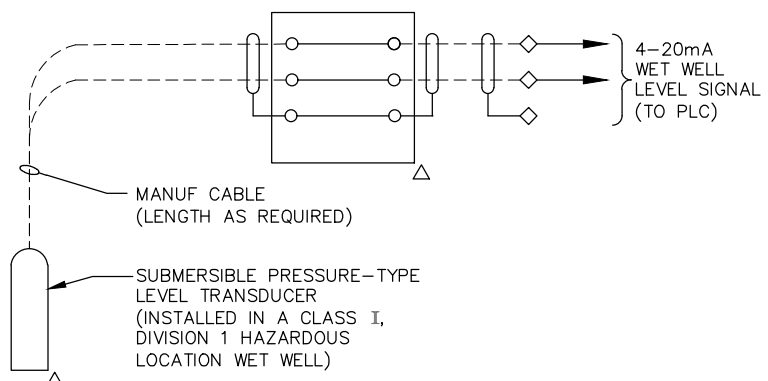 4-20mA
WET WELL
LEVEL SIGNAL
(TO PLC)
MANUF CABLE
(LENGTH AS REQUIRED)
SUBMERSIBLE PRESSURE-TYPE
LEVEL TRANSDUCER
(INSTALLED IN A CLASS I,
DIVISION 1 HAZARDOUS
LOCATION WET WELL)